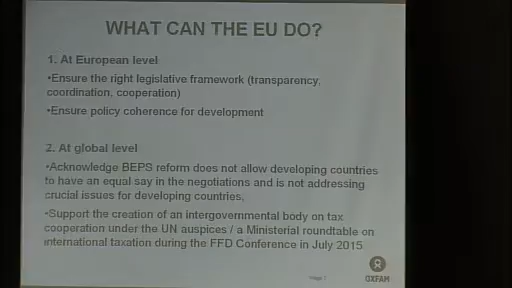 WHAT CAN THE EU DO?
1. At European level
•Ensure the right legislative framework (transparency,
coordination, cooperation)
•Ensure policy coherence for development
2. At global level
•Acknowledge BEPS reform does not allow developing countries
to have an equal say in the negotiations and is not addressing
crucial issues for developing countries.
•Support the creation of an intergovernmental body on tax
cooperation under the UN auspices / a Ministerial roundtable on
international taxation during the FFD Conference in July 2015
OXFAM